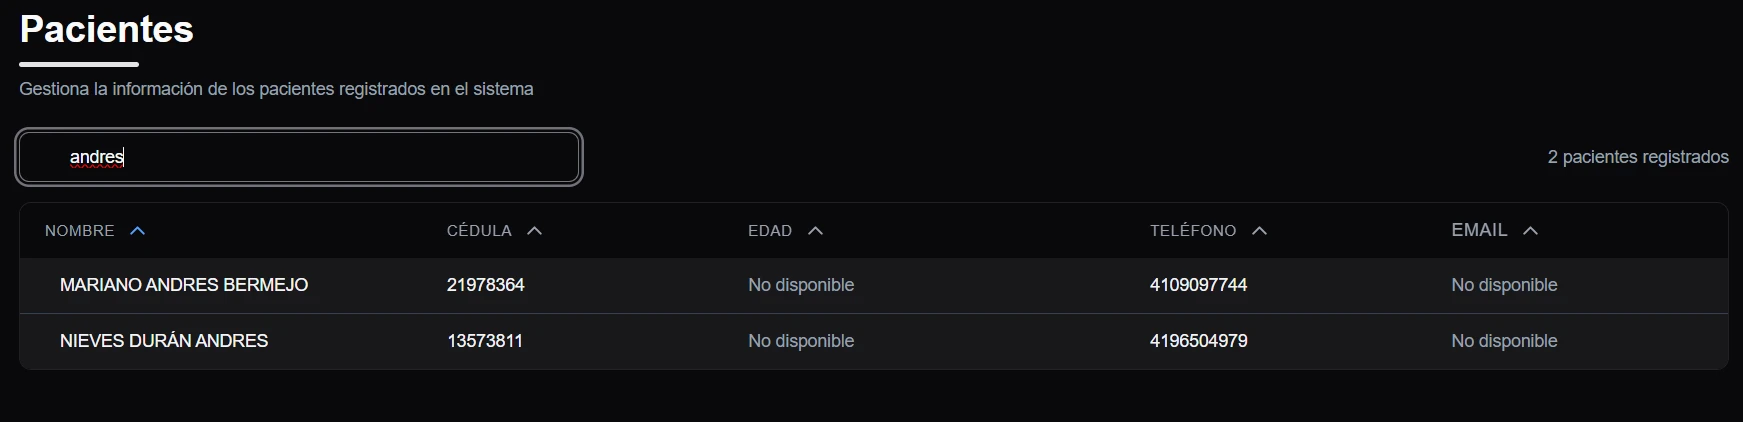 Pacientes
Gestiona la información de los pacientes registrados en el sistema
andres
2 pacientes registrados
NOMBRE CÉDULA EDAD TELÉFONO EMAIL
MARIANO ANDRES BERMEJO 21978364 No disponible 4109097744 No disponible
NIEVES DURÁN ANDRES 13573811 No disponible 4196504979 No disponible